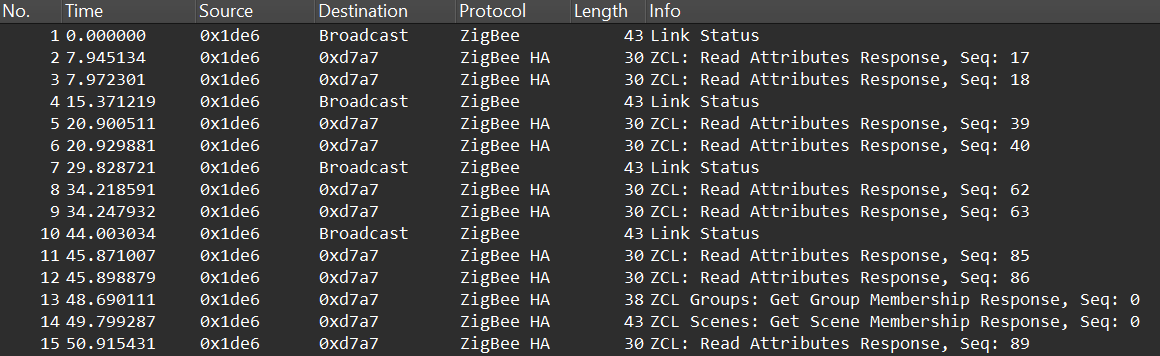 No. Time Source Destination Protocol Length Info
1 0.000000 0x1de6 Broadcast ZigBee 43 Link Status
2 7.945134 0x1de6 0xd7a7 ZigBee HA 30 ZCL: Read Attributes Response, Seq: 17
3 7.972301 0x1de6 0xd7a7 ZigBee HA 30 ZCL: Read Attributes Response, Seq: 18
4 15.371219 0x1de6 Broadcast ZigBee 43 Link Status
5 20.900511 0x1de6 0xd7a7 ZigBee HA 30 ZCL: Read Attributes Response, Seq: 39
6 20.929881 0x1de6 0xd7a7 ZigBee HA 30 ZCL: Read Attributes Response, Seq: 40
7 29.828721 0x1de6 Broadcast ZigBee 43 Link Status
8 34.218591 0x1de6 0xd7a7 ZigBee HA 30 ZCL: Read Attributes Response, Seq: 62
9 34.247932 0x1de6 0xd7a7 ZigBee HA 30 ZCL: Read Attributes Response, Seq: 63
10 44.003034 0x1de6 Broadcast ZigBee 43 Link Status
11 45.871007 0x1de6 0xd7a7 ZigBee HA 30 ZCL: Read Attributes Response, Seq: 85
12 45.898879 0x1de6 0xd7a7 ZigBee HA 30 ZCL: Read Attributes Response, Seq: 86
13 48.690111 0x1de6 0xd7a7 ZigBee HA 38 ZCL Groups: Get Group Membership Response, Seq: 0
14 49.799287 0x1de6 0xd7a7 ZigBee HA 43 ZCL Scenes: Get Scene Membership Response, Seq: 0
15 50.915431 0x1de6 0xd7a7 ZigBee HA 30 ZCL: Read Attributes Response, Seq: 89